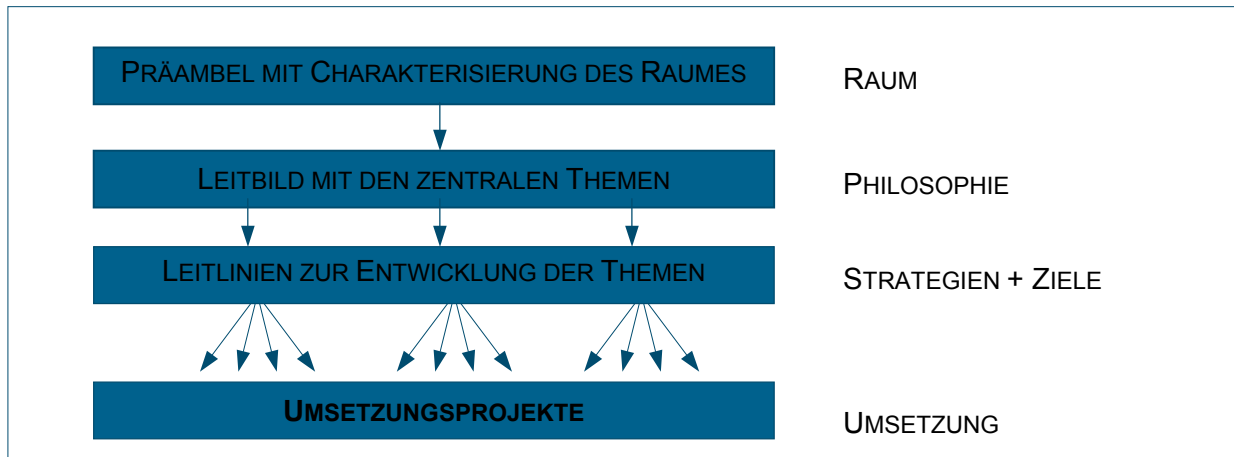 PRÄAMBEL MIT CHARAKTERISIERUNG DES RAUMES
RAUM
LEITBILD MIT DEN ZENTRALEN THEMEN
PHILOSOPHIE
LEITLINIEN ZUR ENTWICKLUNG DER THEMEN
STRATEGIEN + ZIELE
UMSETZUNGSPROJEKTE
UMSETZUNG